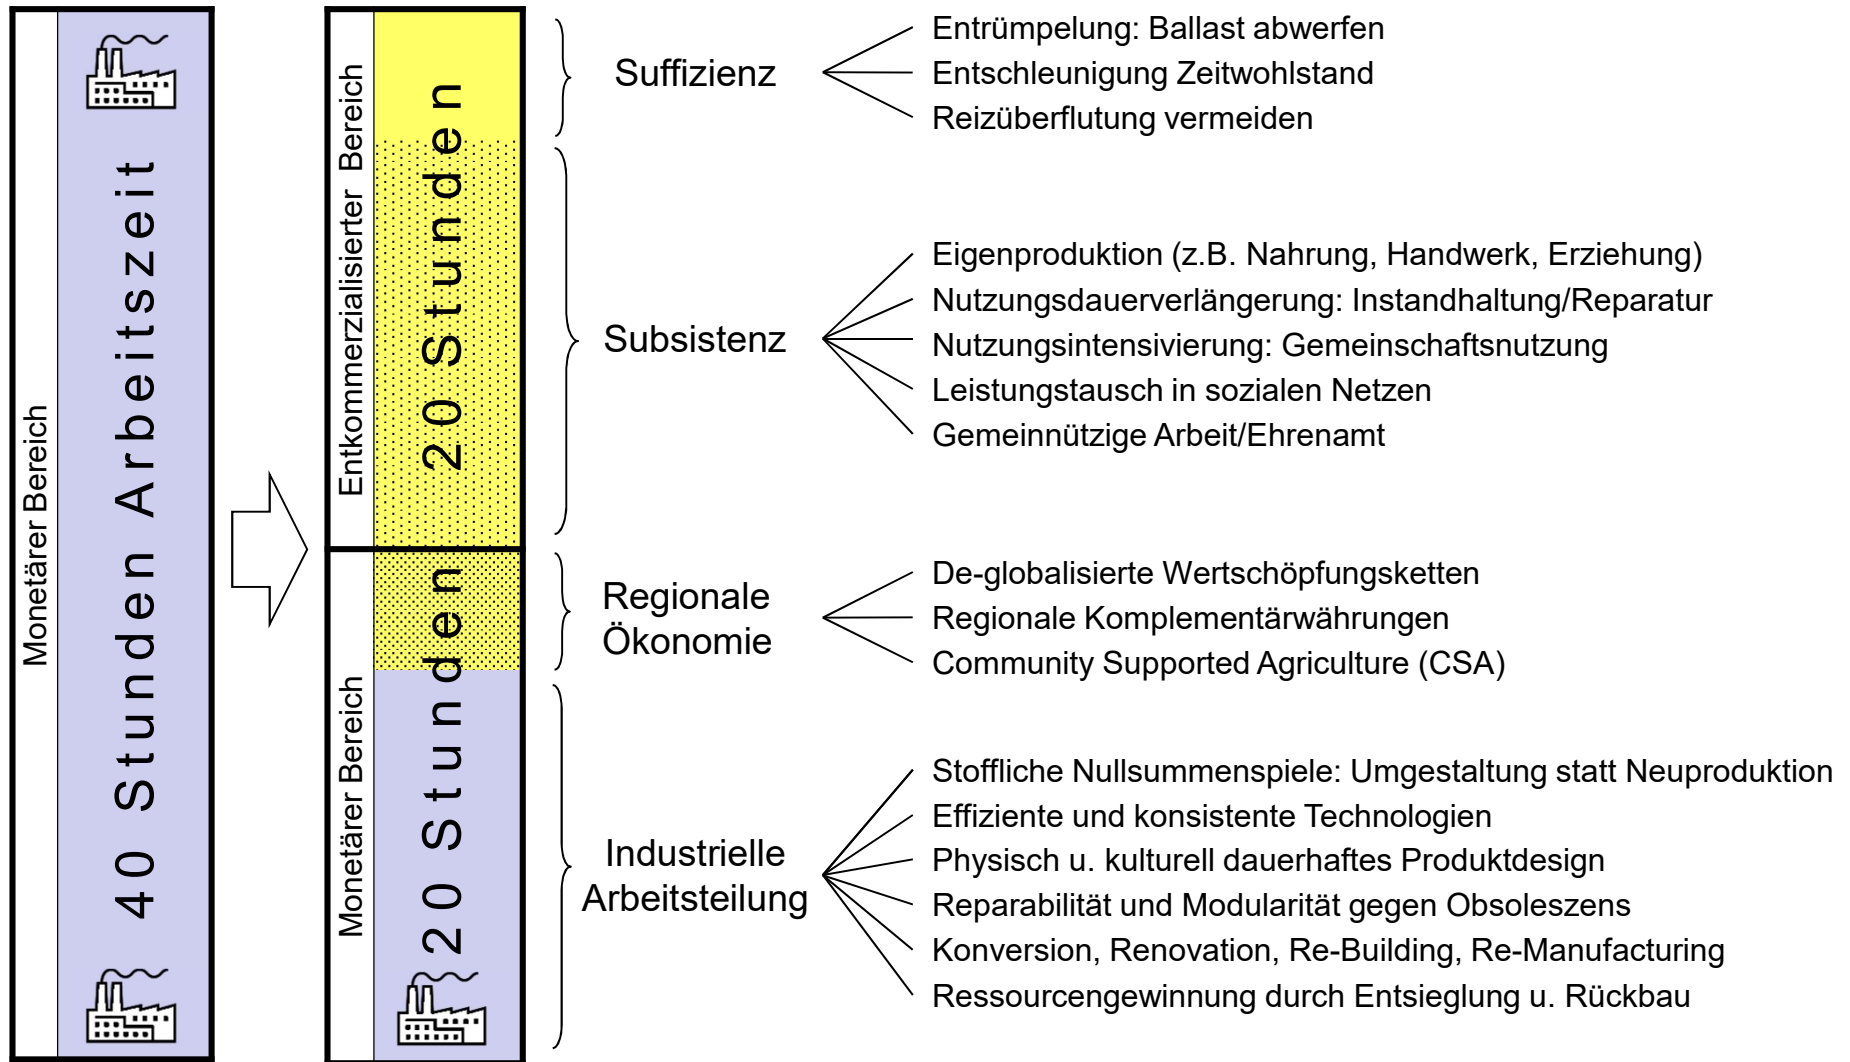 Monetärer Bereich
40 Stunden Arbeitszeit
Entkommerzialisierter Bereich
20 Stunden
Monetärer Bereich
20 Stunden
Suffizienz
Entrümpelung: Ballast abwerfen
Entschleunigung Zeitwohlstand
Reizüberflutung vermeiden
Subsistenz
Eigenproduktion (z.B. Nahrung, Handwerk, Erziehung)
Nutzungsdauerverlängerung: Instandhaltung/Reparatur
Nutzungsintensivierung: Gemeinschaftsnutzung
Leistungstausch in sozialen Netzen
Gemeinnützige Arbeit/Ehrenamt
Regionale
Ökonomie
De-globalisierte Wertschöpfungsketten
Regionale Komplementärwährungen
Community Supported Agriculture (CSA)
Industrielle
Arbeitsteilung
Stoffliche Nullsummenspiele: Umgestaltung statt Neuproduktion
Effiziente und konsistente Technologien
Physisch u. kulturell dauerhaftes Produktdesign
Reparabilität und Modularität gegen Obsoleszens
Konversion, Renovation, Re-Building, Re-Manufacturing
Ressourcengewinnung durch Entsieglung u. Rückbau